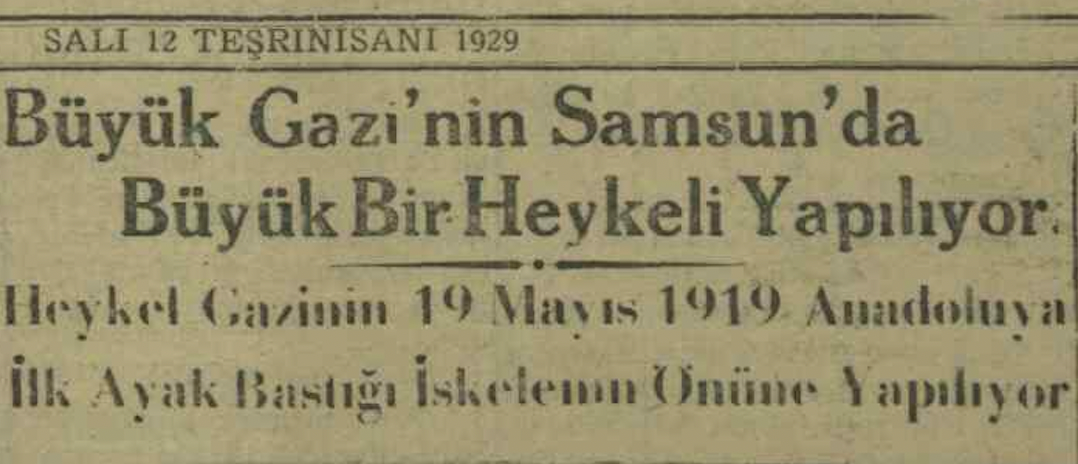 SALI 12 TEŞRINISANI 1929
Büyük Gazi'nin Samsun'da
Büyük Bir Heykeli Yapılıyor.
Heykel Gazinin 19 Mayıs 1919 Anadoluya
İlk Ayak Bastığı İskelenin Önüne Yapılıyor